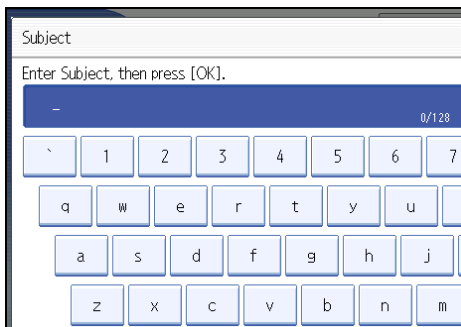 Subject
Enter Subject, then press [OK].
_
0/128
` 1 2 3 4 5 6 7
q w e r t y u
a s d f g h j
z x c v b n m